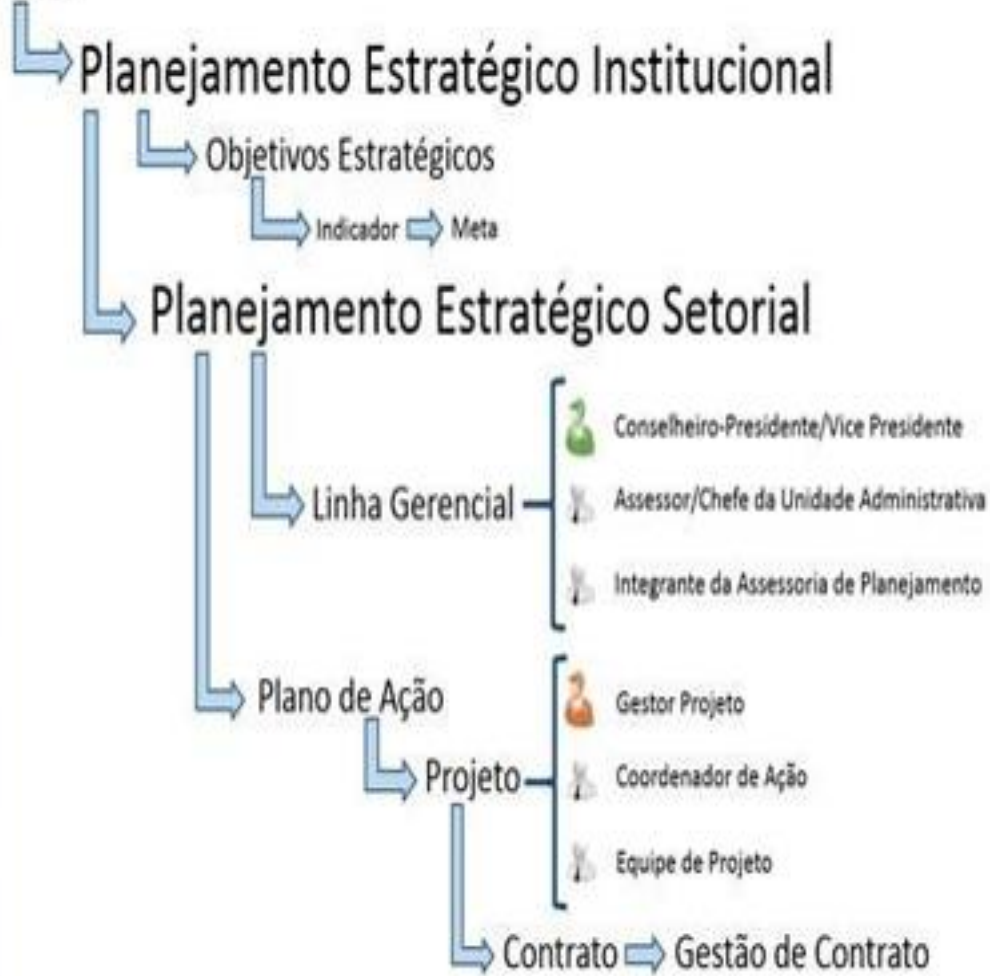 Planejamento Estratégico Institucional
Objetivos Estratégicos
Indicador Meta
Planejamento Estratégico Setorial
Conselheiro-Presidente/Vice Presidente
Linha Gerencial
Assessor/Chefe da Unidade Administrativa
Integrante da Assessoria de Planejamento
Plano de Ação
Gestor Projeto
Projeto
Coordenador de Ação
Equipe de Projeto
Contrato Gestão de Contrato